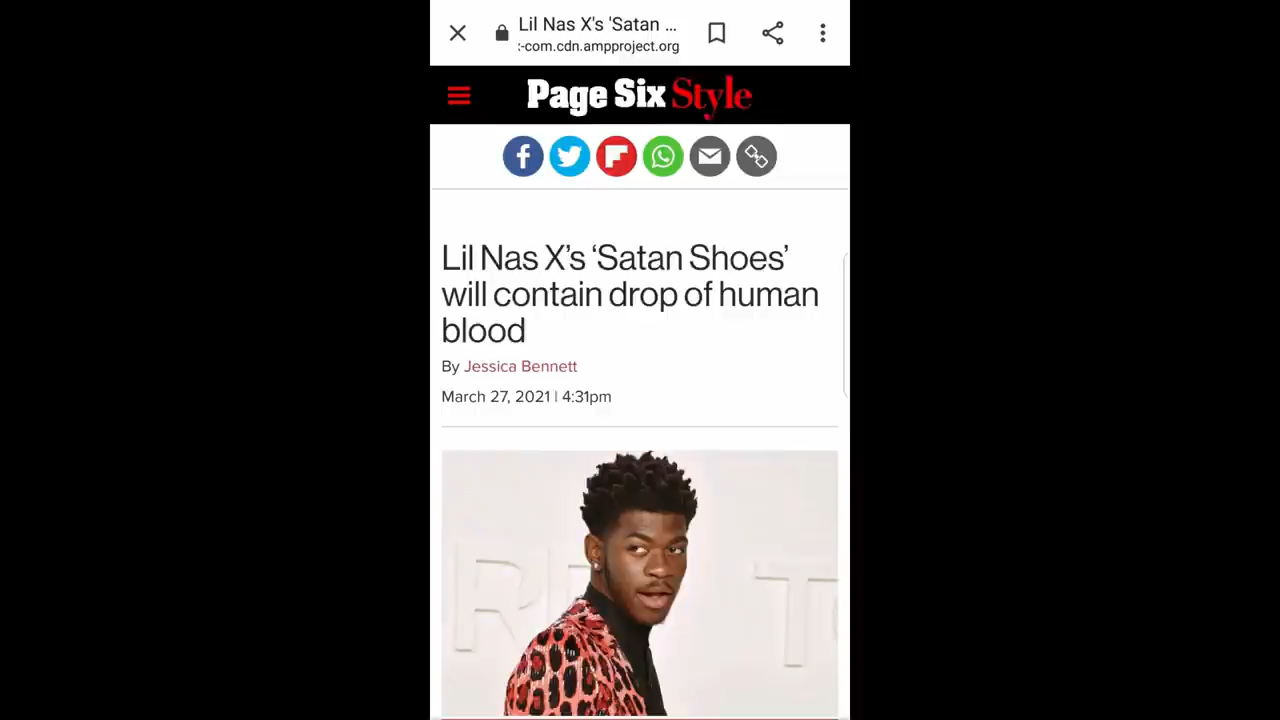 Lil Nas X's 'Satan ...
:-com.cdn.ampproject.org
Page Six Style
Lil Nas X’s ‘Satan Shoes’
will contain drop of human
blood
By Jessica Bennett
March 27, 2021 | 4:31pm